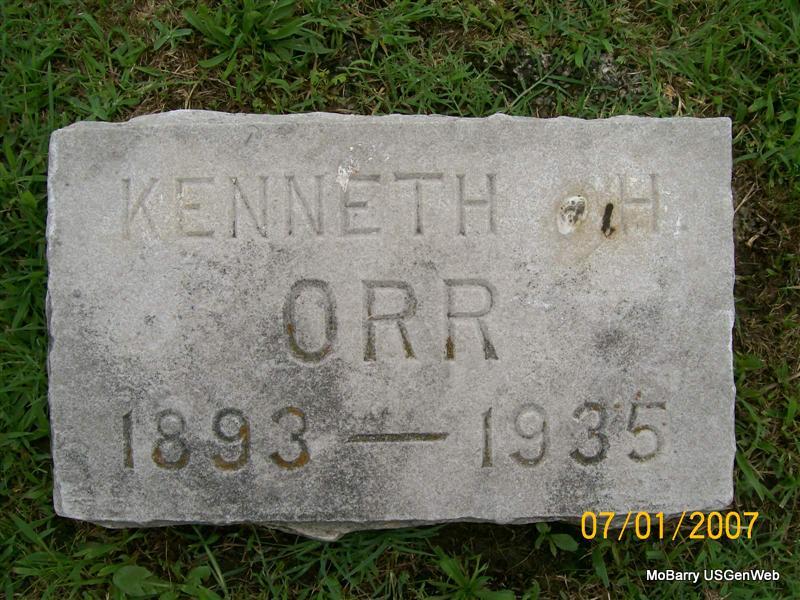 KENNETH H
ORR
1893 — 1935
07/01/2007
MoBarry USGenWeb